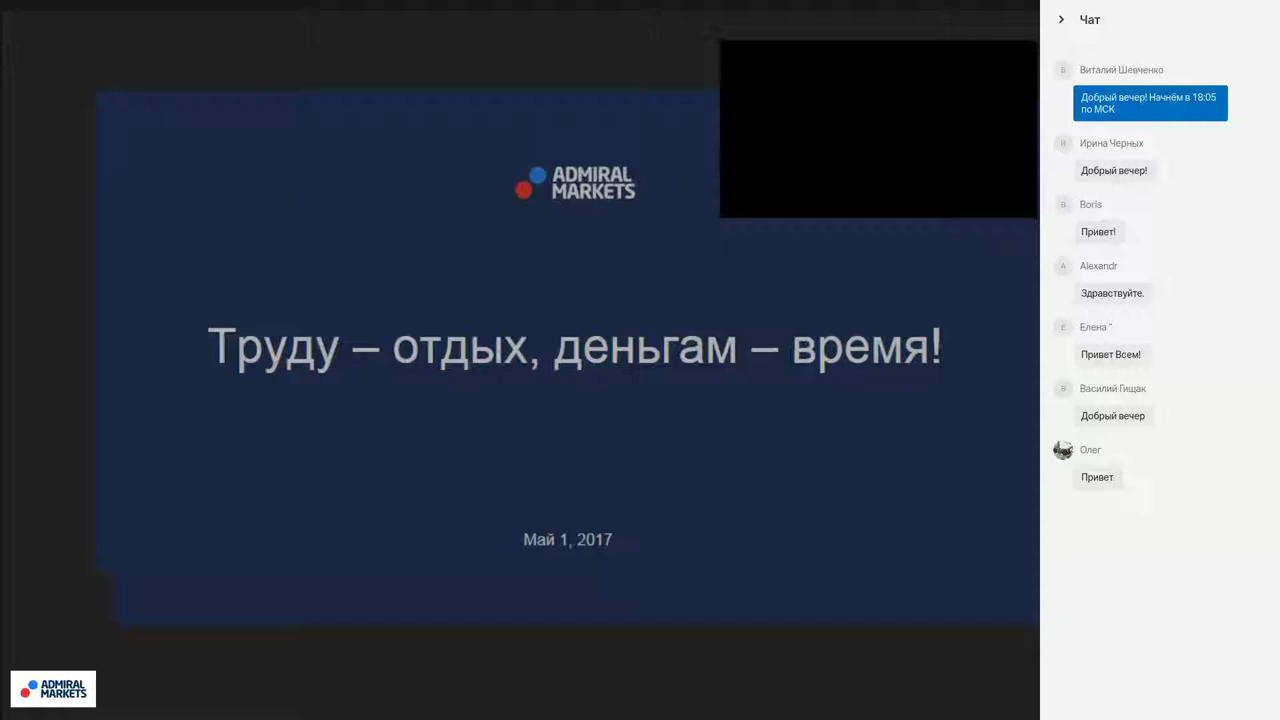 ADMIRAL
MARKETS
Труду – отдых, деньгам – время!
Май 1, 2017
ADMIRAL
MARKETS
Чат
В
Виталий Шевченко
Добрый вечер! Начнём в 18:05
по МСК
И
Ирина Черных
Добрый вечер!
B
Boris
Привет!
A
Alexandr
Здравствуйте.
Е
Елена "
Привет Всем!
В
Василий Гищак
Добрый вечер
Олег
Привет